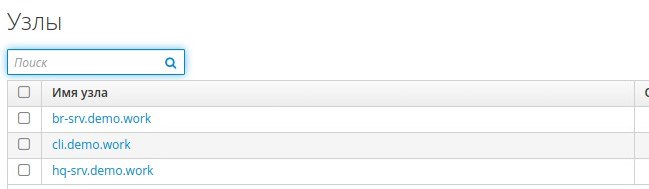 Узлы
Поиск
Имя узла
br-srv.demo.work
cli.demo.work
hq-srv.demo.work